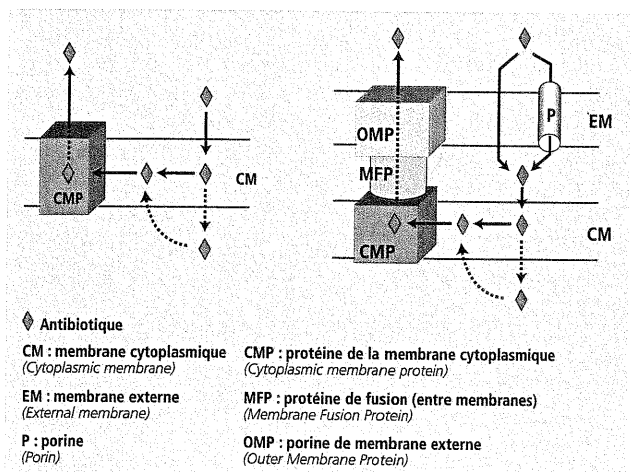 CMP
CM
OMP
P
EM
MFP
CMP
CM
Antibiotique
CM : membrane cytoplasmique
(Cytoplasmic membrane)
CMP : protéine de la membrane cytoplasmique
(Cytoplasmic membrane protein)
EM : membrane externe
(External membrane)
MFP : protéine de fusion (entre membranes)
(Membrane Fusion Protein)
P : porine
(Porin)
OMP : porine de membrane externe
(Outer Membrane Protein)